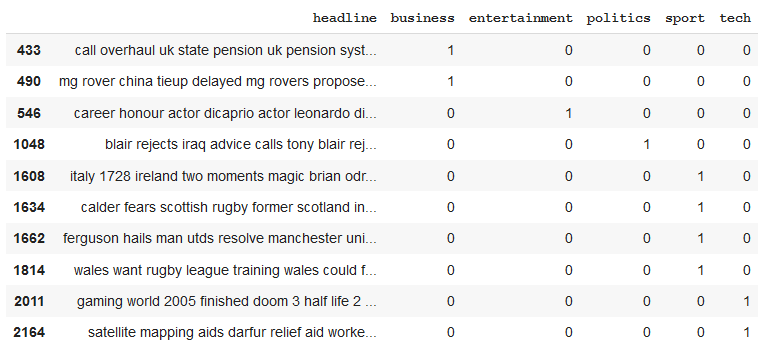 headline business entertainment politics sport tech
433 call overhaul uk state pension uk pension syst... 1 0 0 0 0
490 mg rover china tieup delayed mg rovers propose... 1 0 0 0 0
546 career honour actor dicaprio actor leonardo di... 0 1 0 0 0
1048 blair rejects iraq advice calls tony blair rej... 0 0 1 0 0
1608 italy 1728 ireland two moments magic brian odr... 0 0 0 1 0
1634 calder fears scottish rugby former scotland in... 0 0 0 1 0
1662 ferguson hails man utds resolve manchester uni... 0 0 0 1 0
1814 wales want rugby league training wales could f... 0 0 0 1 0
2011 gaming world 2005 finished doom 3 half life 2 ... 0 0 0 0 1
2164 satellite mapping aids darfur relief aid worke... 0 0 0 0 1